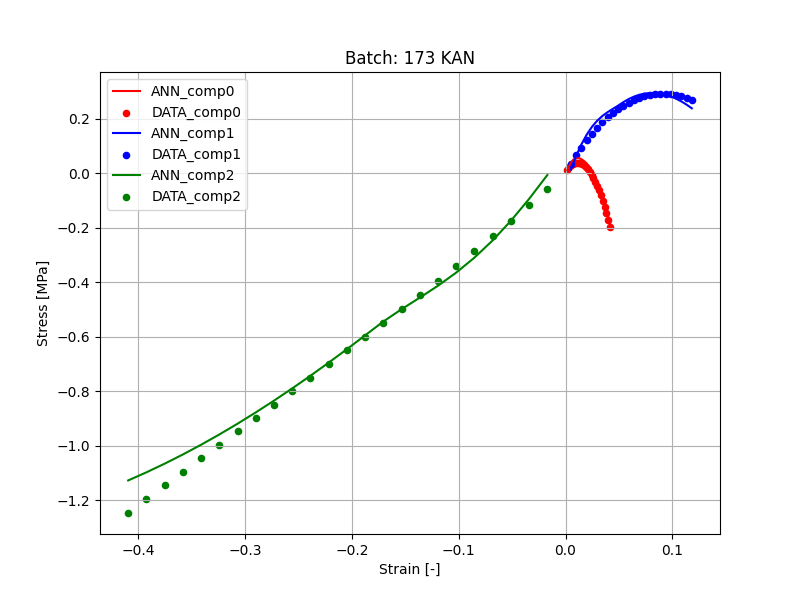 Batch: 173 KAN
ANN_comp0
DATA_comp0
ANN_comp1
DATA_comp1
ANN_comp2
DATA_comp2
0.2
0.0
−0.2
−0.4
−0.6
−0.8
−1.0
−1.2
Stress [MPa]
−0.4
−0.3
−0.2
−0.1
0.0
0.1
Strain [-]